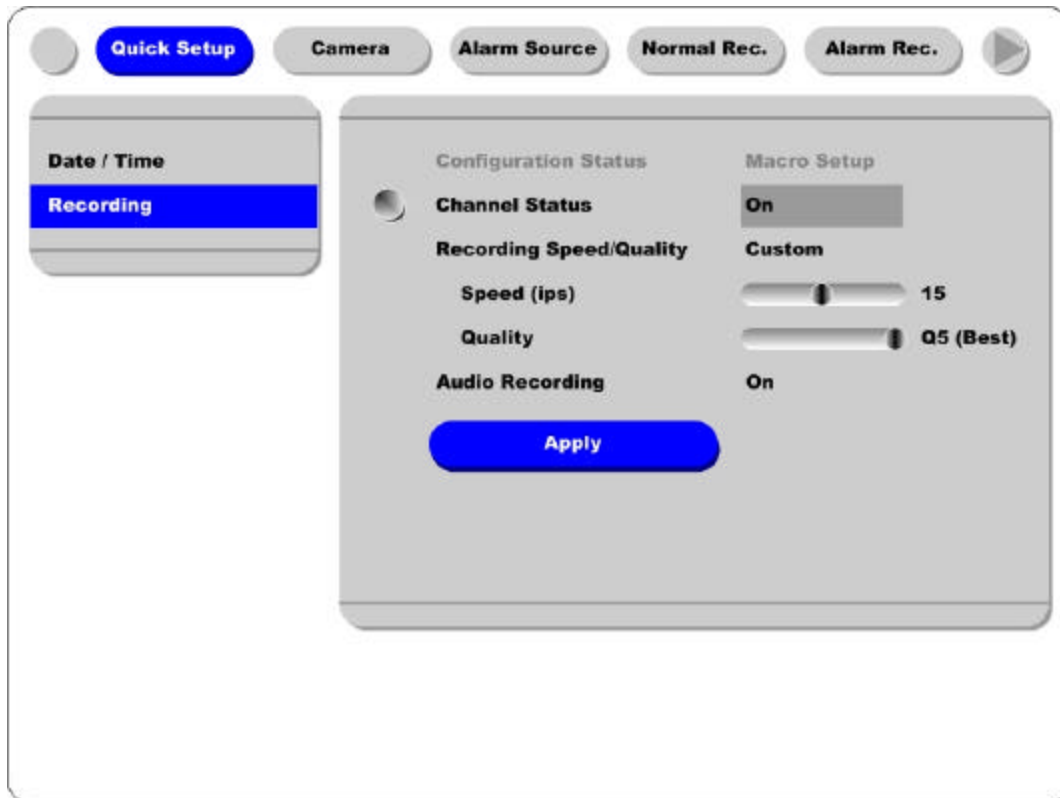 Quick Setup Camera Alarm Source Normal Rec. Alarm Rec.
Date / Time
Recording
Configuration Status Macro Setup
Channel Status On
Recording Speed/Quality Custom
Speed (ips) 15
Quality Q5 (Best)
Audio Recording On
Apply